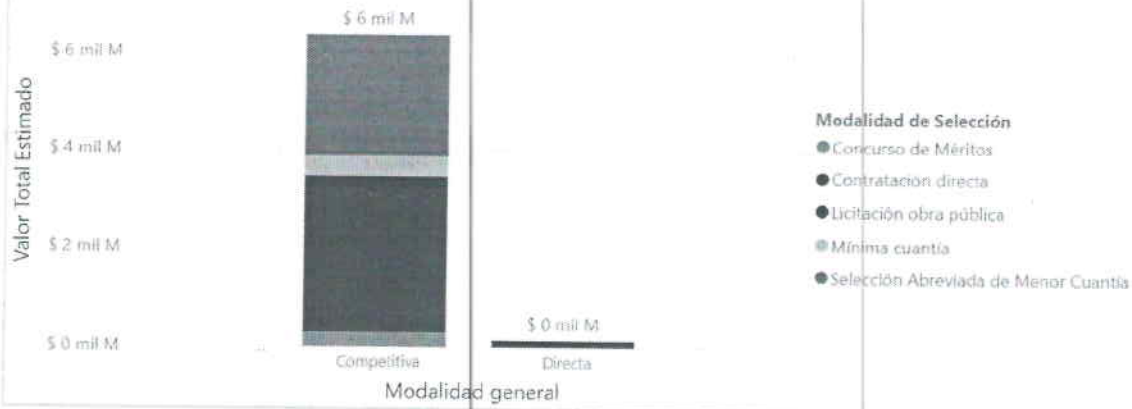 $ 6 mil M
$ 6 mil M
$ 4 mil M
$ 2 mil M
$ 0 mil M
Valor Total Estimado
$ 0 mil M
Competitiva
Directa
Modalidad general
Modalidad de Selección
Concurso de Méritos
Contratación directa
Licitación obra pública
Mínima cuantía
Selección Abreviada de Menor Cuantía